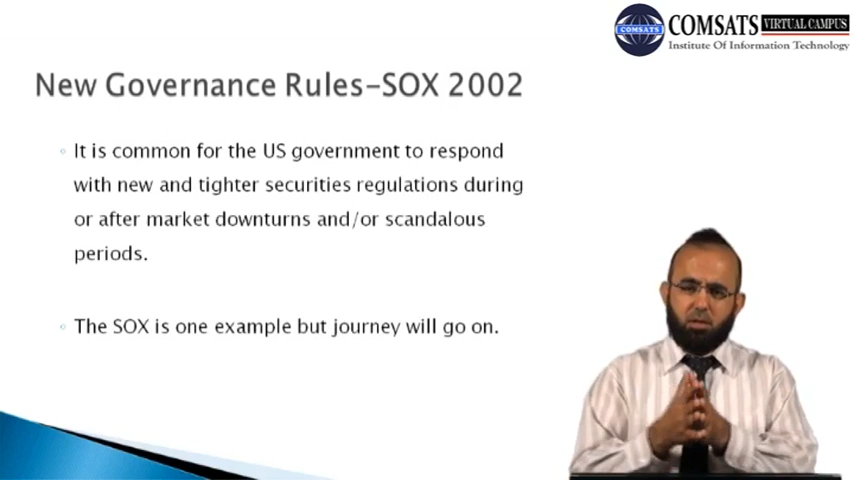 COMSATS VIRTUAL CAMPUS
COMSATS
Institute Of Information Technology
New Governance Rules-SOX 2002
It is common for the US government to respond
with new and tighter securities regulations during
or after market downturns and/or scandalous
periods.
The SOX is one example but journey will go on.